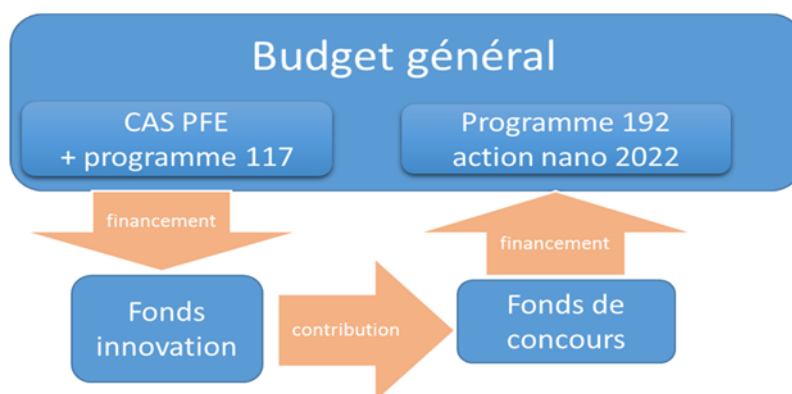 Budget général
CAS PFE
+ programme 117
Programme 192
action nano 2022
financement
financement
Fonds
innovation
contribution
Fonds de
concours